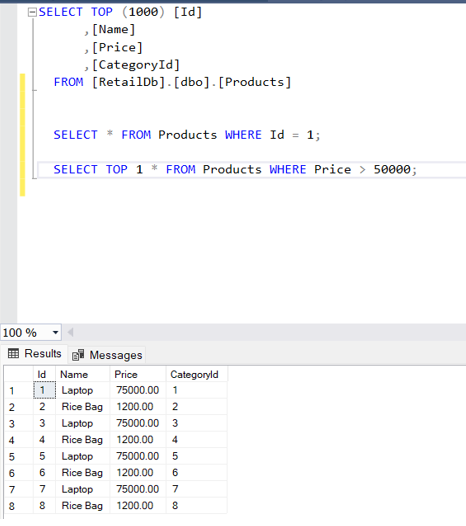 SELECT TOP (1000) [Id]
,[Name]
,[Price]
,[CategoryId]
FROM [RetailDb].[dbo].[Products]
SELECT * FROM Products WHERE Id = 1;
SELECT TOP 1 * FROM Products WHERE Price > 50000;
100 %
Results Messages
Id Name Price CategoryId
1 1 Laptop 75000.00 1
2 2 Rice Bag 1200.00 2
3 3 Laptop 75000.00 3
4 4 Rice Bag 1200.00 4
5 5 Laptop 75000.00 5
6 6 Rice Bag 1200.00 6
7 7 Laptop 75000.00 7
8 8 Rice Bag 1200.00 8